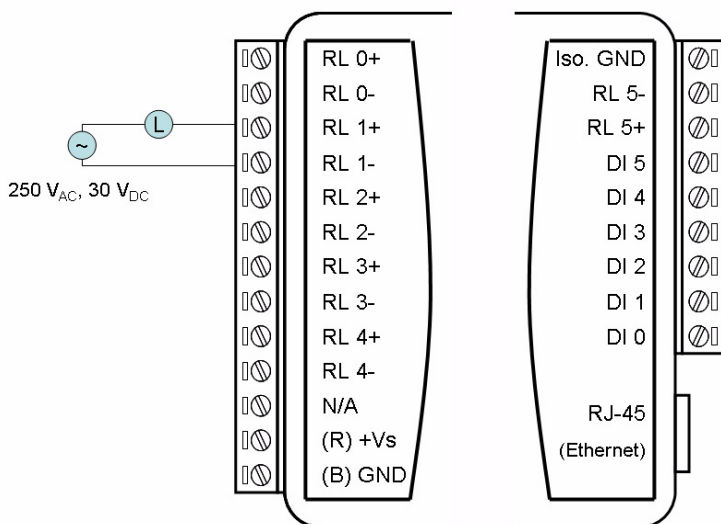 RL 0+
RL 0-
RL 1+
RL 1-
RL 2+
RL 2-
RL 3+
RL 3-
RL 4+
RL 4-
N/A
(R) +Vs
(B) GND
L
~
250 VAC, 30 VDC
Iso. GND
RL 5-
RL 5+
DI 5
DI 4
DI 3
DI 2
DI 1
DI 0
RJ-45
(Ethernet)